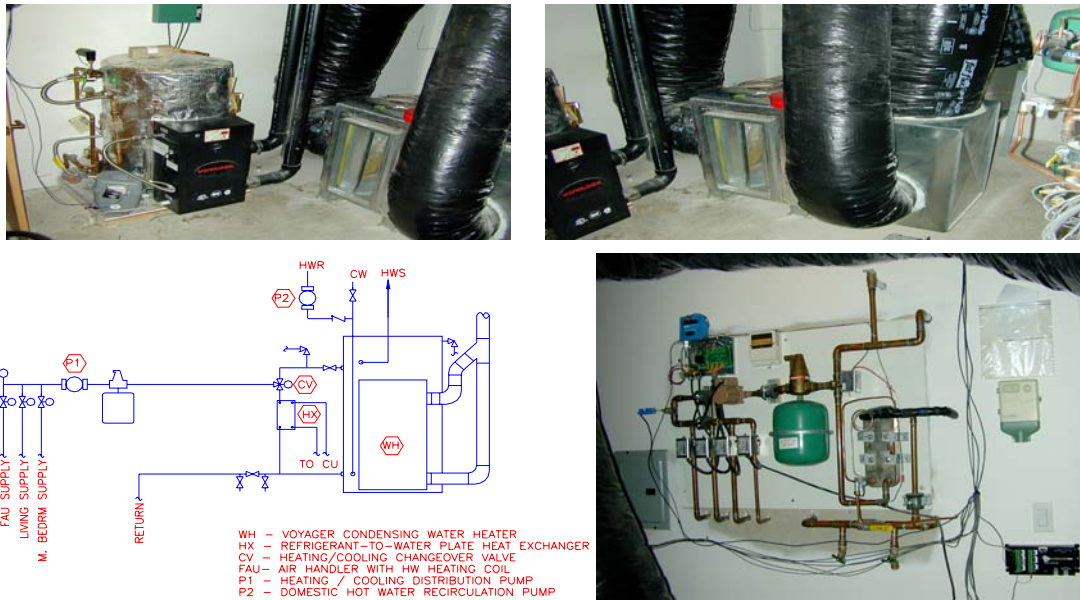 VOYAGER
HWR
CW
HWS
P2
P1
CV
HX
WH
TO CU
FAU SUPPLY
LIVING SUPPLY
M. BEDRM SUPPLY
RETURN
WH – VOYAGER CONDENSING WATER HEATER
HX – REFRIGERANT–TO–WATER PLATE HEAT EXCHANGER
CV – HEATING/COOLING CHANGEOVER VALVE
FAU– AIR HANDLER WITH HW HEATING COIL
P1 – HEATING / COOLING DISTRIBUTION PUMP
P2 – DOMESTIC HOT WATER RECIRCULATION PUMP